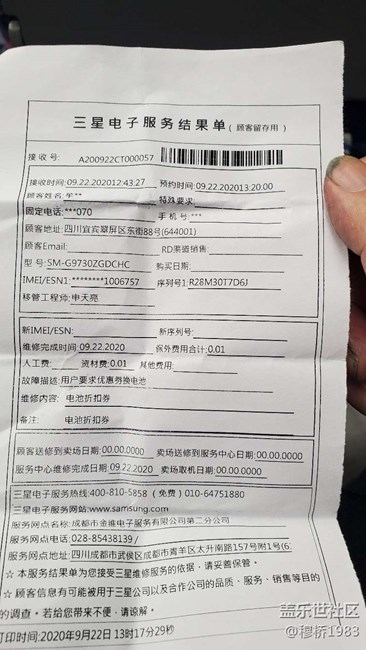 三星电子服务结果单(顾客留存用)
接收号: A200922CT000057
接收时间:09.22.202012:43:27 预约时间:09.22.202013:20:00
顾客姓名:羊** 特殊要求:
固定电话:***070 手机号:***
顾客地址:四川宜宾翠屏区东街88号(644001)
顾客Email: RD渠道销售:
型号:SM-G9730ZGDCHC 购买日期:
IMEI/ESN1:********1006757 序列号1:R28M30T7D6J
移管工程师:申天亮
新IMEI/ESN: 新序列号:
维修完成时间:09.22.2020 保外费用合计:0.01
人工费: 资材费:0.01 其他费用:
故障描述:用户要求优惠劵换电池
维修内容: 电池折扣券
备注: 电池折扣券
顾客送修到卖场日期:00.00.0000 卖场送修到服务中心日期:00.00.0000
服务中心维修完成日期:09.22.2020 卖场取机日期:00.00.0000
三星电子服务热线:400-810-5858 (免费) 010-64751880
三星电子服务网站:www.samsung.com
服务网点名称:成都市金维电子服务有限公司第二分公司
服务网点电话:028-85438139/
服务网点地址:四川成都市武侯区成都市青羊区太升南路157号附1号(6
☆ 本服务结果单为您接受三星维修服务的依据,请妥善保管。
☆ 顾客信息有可能被用于三星公司以及合作公司的品质、服务、销售等目的
的调查。若给您带来不便,请谅解。
打印时间:2020年9月22日 13时17分29秒
盖乐世社区
@穆桥1983